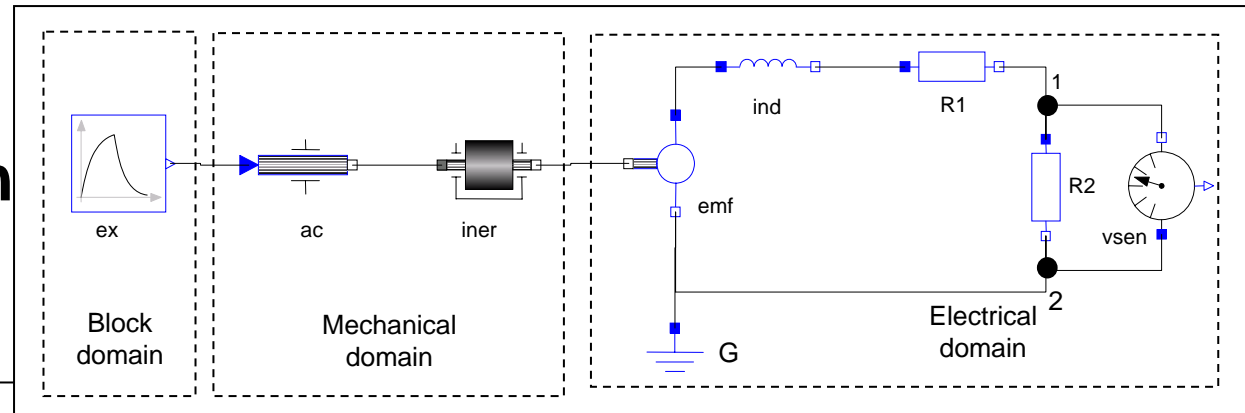 ind
R1
1
R2
emf
vsen
ex
ac
iner
2
G
Block
domain
Mechanical
domain
Electrical
domain